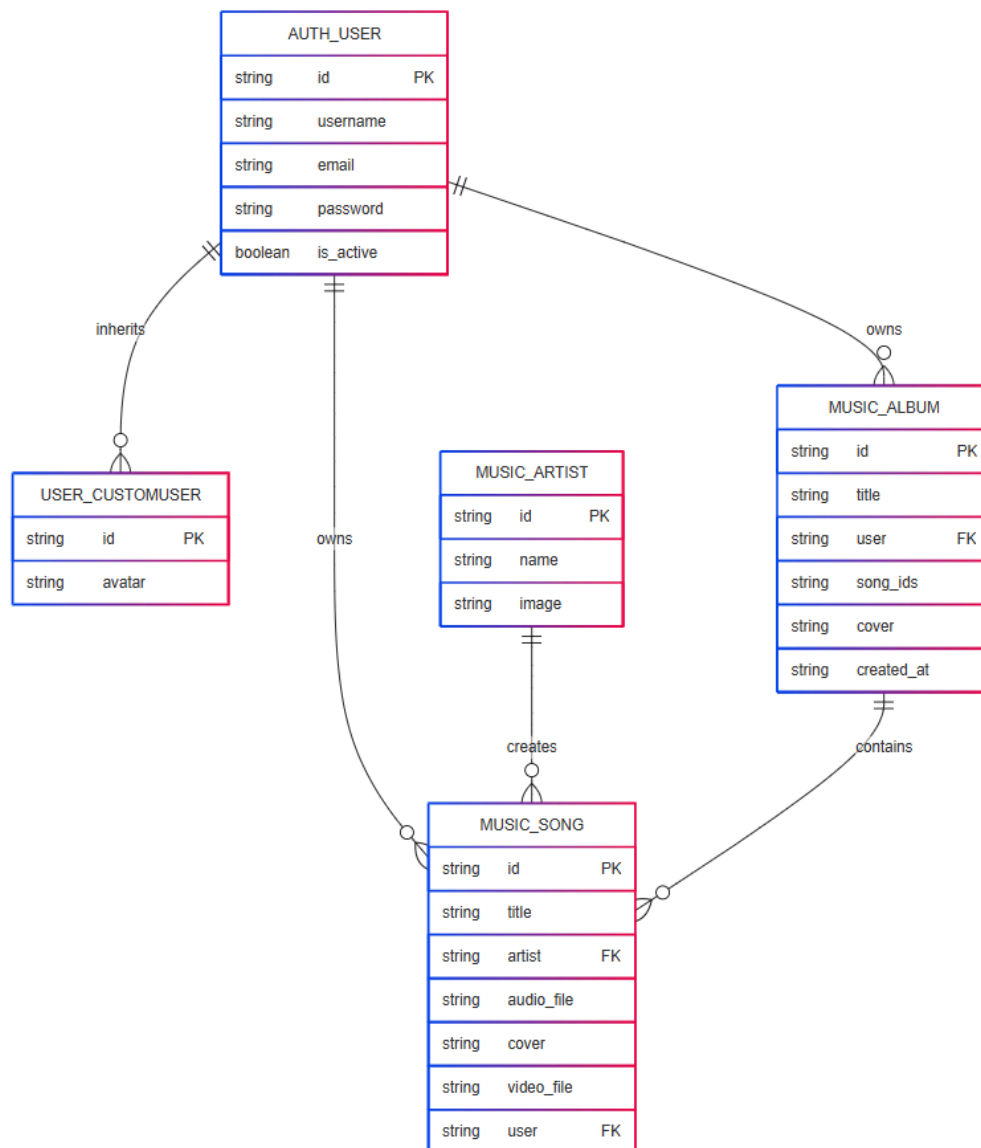 AUTH_USER
string id PK
string username
string email
string password
boolean is_active
inherits
owns
owns
USER_CUSTOMUSER
string id PK
string avatar
MUSIC_ARTIST
string id PK
string name
string image
MUSIC_ALBUM
string id PK
string title
string user FK
string song_ids
string cover
string created_at
creates
contains
MUSIC_SONG
string id PK
string title
string artist FK
string audio_file
string cover
string video_file
string user FK